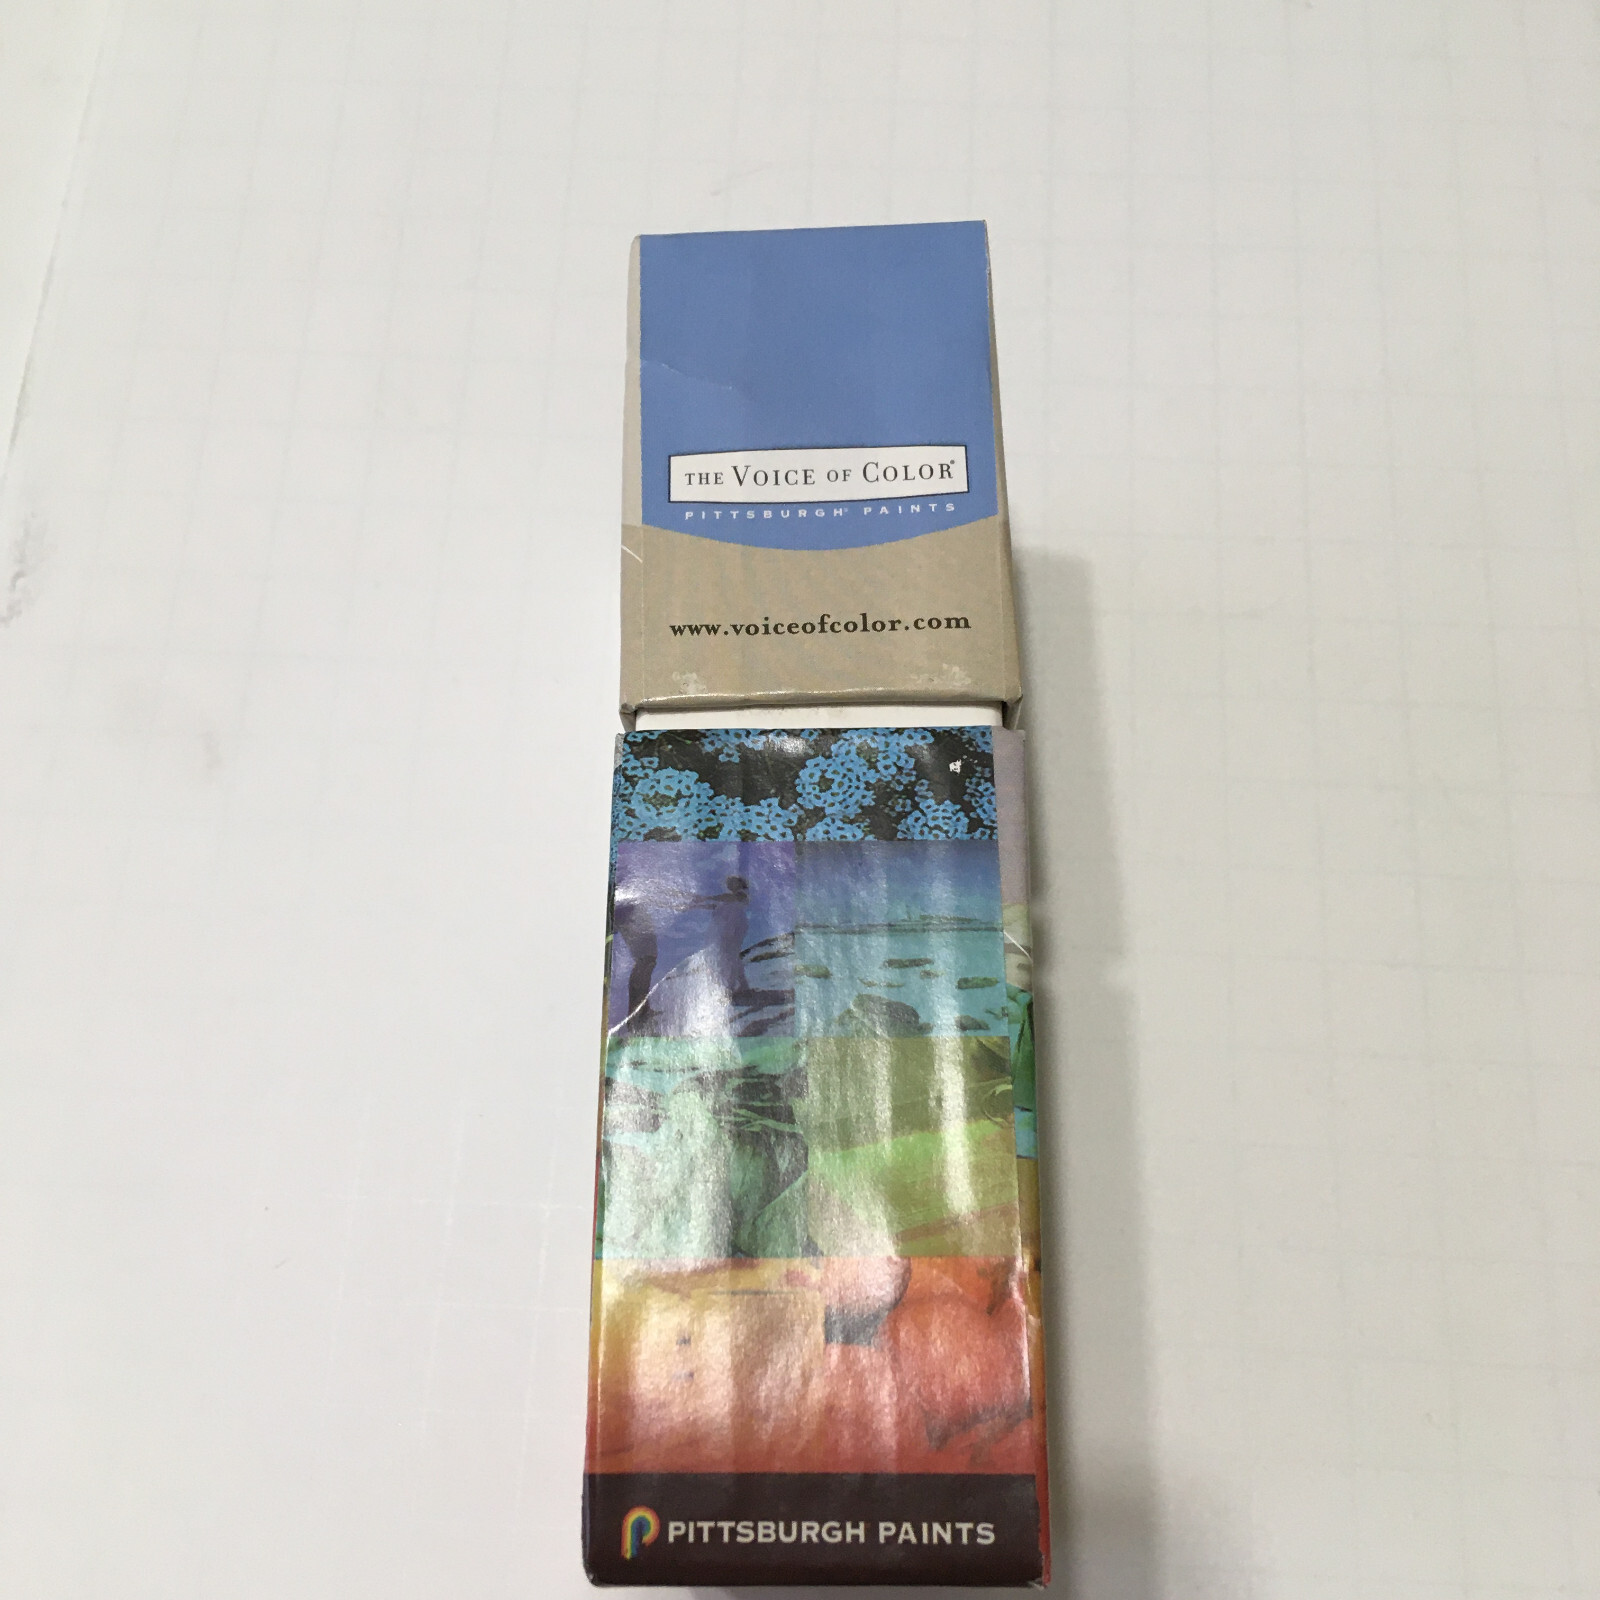 THE VOICE OF COLOR®
PITTSBURGH® PAINTS
www.voiceofcolor.com
PITTSBURGH PAINTS